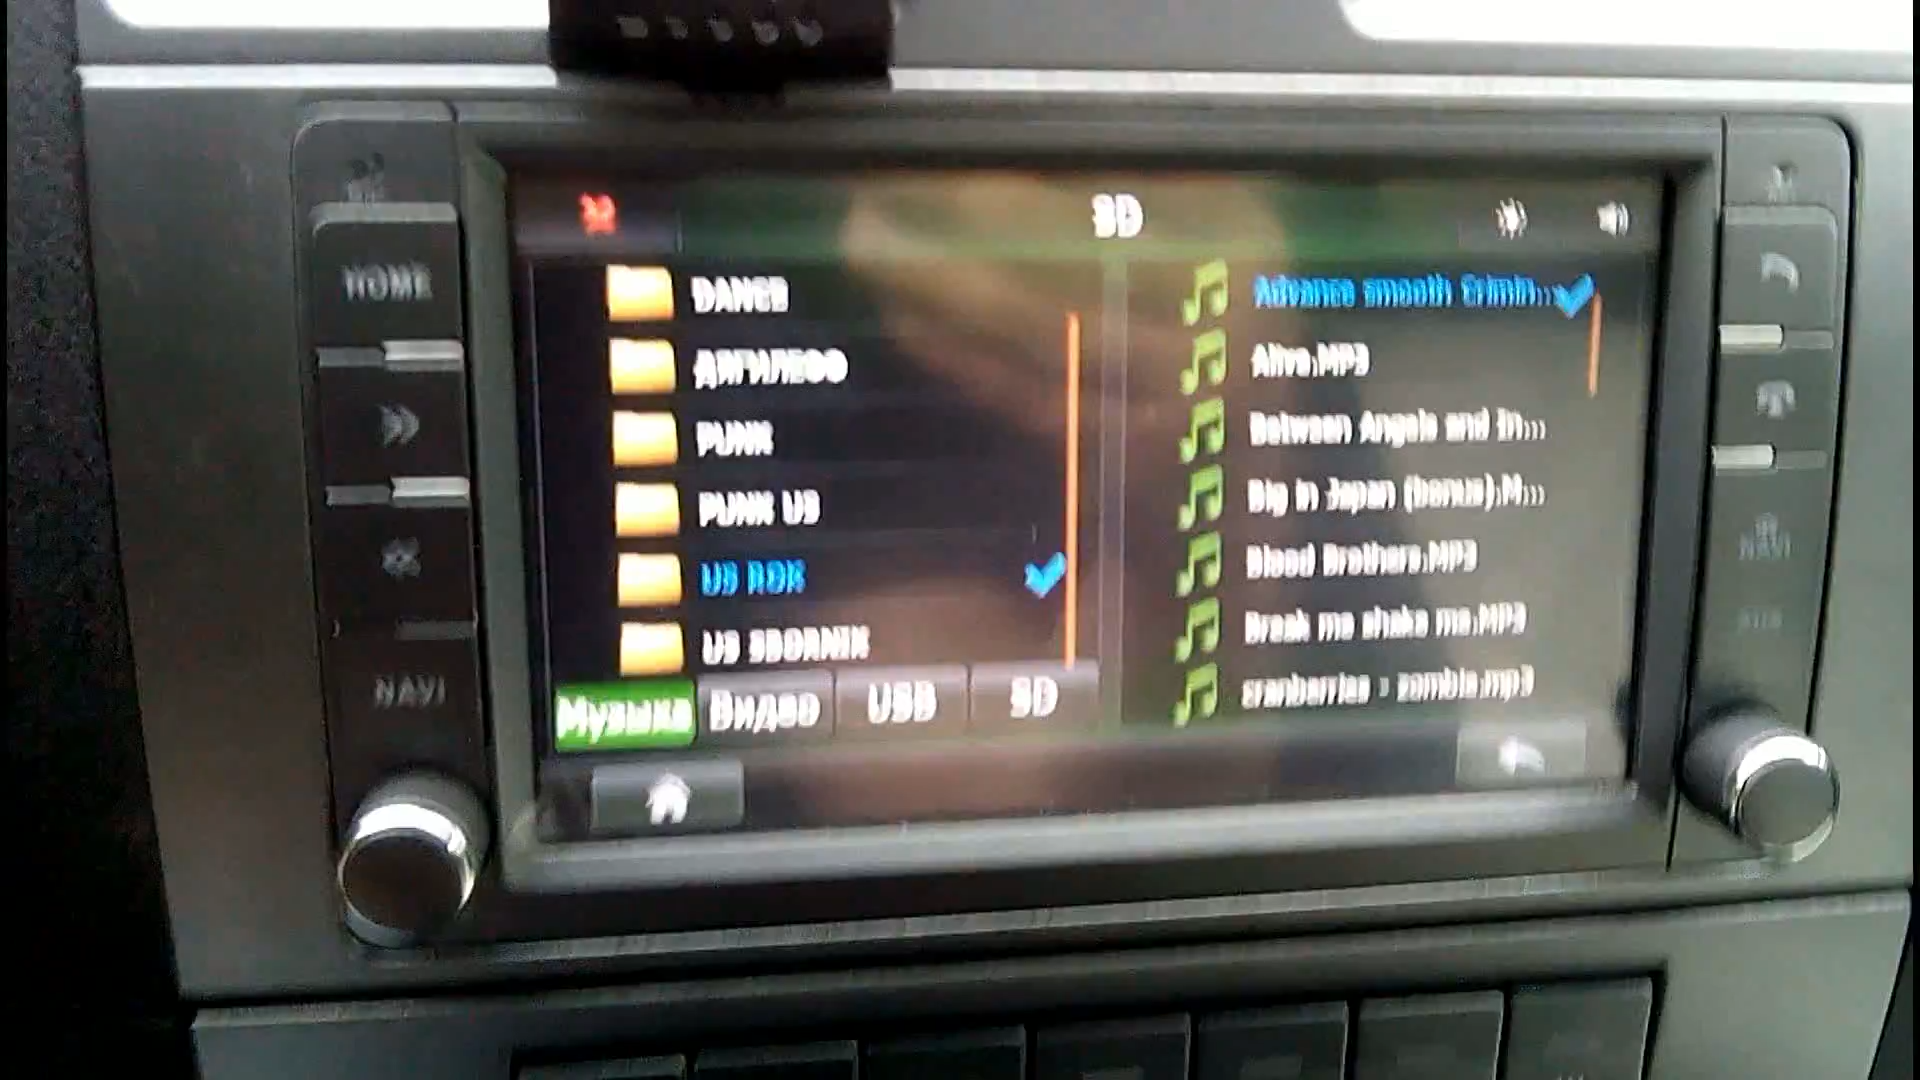 SD
HOME
DANCE
ДЯГИЛЕВО
PUNK
PUNK US
US ROK
US SBORNIK
Advance smooth Crimin...
Alive.MP3
Between Angels and In...
Big in Japan (bonus).M...
Blood Brothers.MP3
Break me shake me.MP3
cranberries - zombie.mp3
Музыка
Видео
USB
SD
NAVI
NAVI